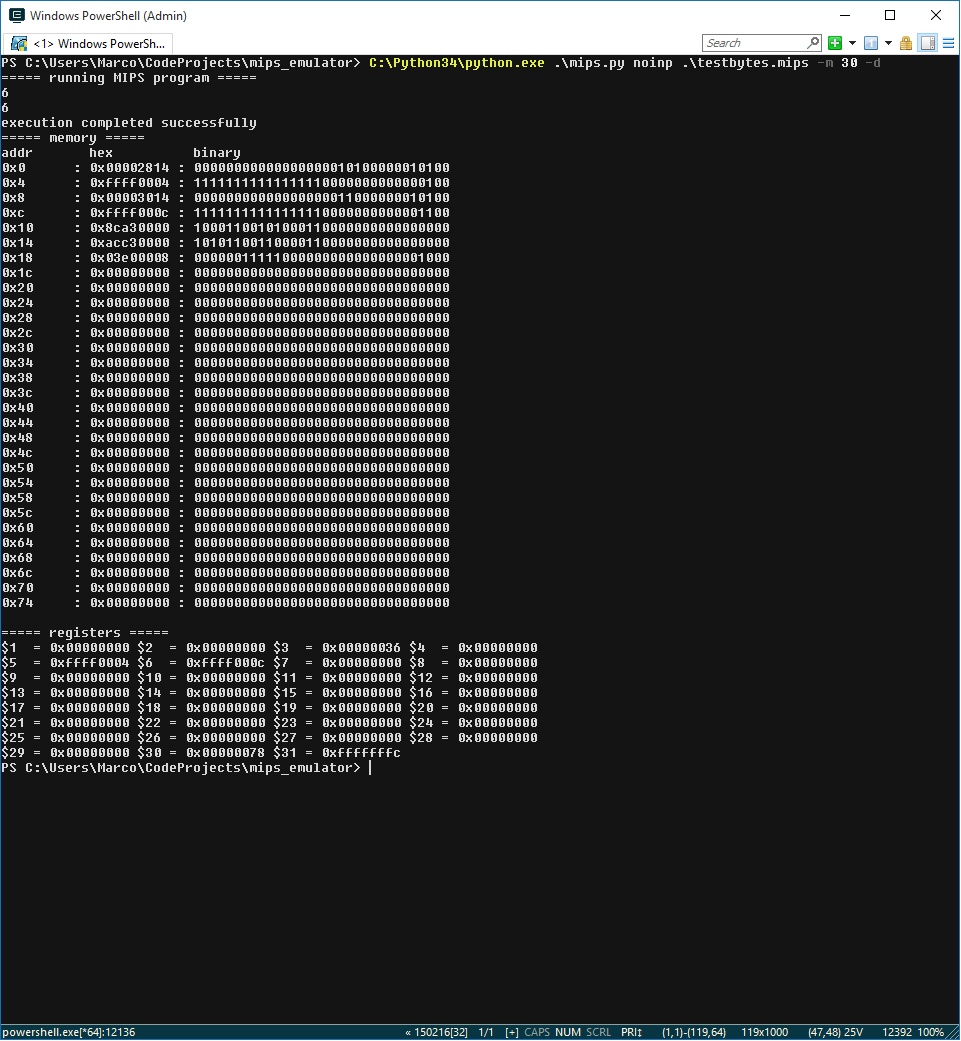 Windows PowerShell (Admin)
<1> Windows PowerSh...
Search
PS C:\Users\Marco\CodeProjects\mips_emulator> C:\Python34\python.exe .\mips.py noinp .\testbytes.mips -m 30 -d
===== running MIPS program =====
6
6
execution completed successfully
===== memory =====
addr hex binary
0x0 : 0x00002814 : 00000000000000000010100000010100
0x4 : 0xffff0004 : 11111111111111110000000000000100
0x8 : 0x00003014 : 00000000000000000011000000010100
0xc : 0xffff000c : 11111111111111110000000000001100
0x10 : 0x8ca30000 : 10001100101000110000000000000000
0x14 : 0xacc30000 : 10101100110000110000000000000000
0x18 : 0x03e00008 : 00000011111000000000000000001000
0x1c : 0x00000000 : 00000000000000000000000000000000
0x20 : 0x00000000 : 00000000000000000000000000000000
0x24 : 0x00000000 : 00000000000000000000000000000000
0x28 : 0x00000000 : 00000000000000000000000000000000
0x2c : 0x00000000 : 00000000000000000000000000000000
0x30 : 0x00000000 : 00000000000000000000000000000000
0x34 : 0x00000000 : 00000000000000000000000000000000
0x38 : 0x00000000 : 00000000000000000000000000000000
0x3c : 0x00000000 : 00000000000000000000000000000000
0x40 : 0x00000000 : 00000000000000000000000000000000
0x44 : 0x00000000 : 00000000000000000000000000000000
0x48 : 0x00000000 : 00000000000000000000000000000000
0x4c : 0x00000000 : 00000000000000000000000000000000
0x50 : 0x00000000 : 00000000000000000000000000000000
0x54 : 0x00000000 : 00000000000000000000000000000000
0x58 : 0x00000000 : 00000000000000000000000000000000
0x5c : 0x00000000 : 00000000000000000000000000000000
0x60 : 0x00000000 : 00000000000000000000000000000000
0x64 : 0x00000000 : 00000000000000000000000000000000
0x68 : 0x00000000 : 00000000000000000000000000000000
0x6c : 0x00000000 : 00000000000000000000000000000000
0x70 : 0x00000000 : 00000000000000000000000000000000
0x74 : 0x00000000 : 00000000000000000000000000000000
===== registers =====
$1 = 0x00000000 $2 = 0x00000000 $3 = 0x00000036 $4 = 0x00000000
$5 = 0xffff0004 $6 = 0xffff000c $7 = 0x00000000 $8 = 0x00000000
$9 = 0x00000000 $10 = 0x00000000 $11 = 0x00000000 $12 = 0x00000000
$13 = 0x00000000 $14 = 0x00000000 $15 = 0x00000000 $16 = 0x00000000
$17 = 0x00000000 $18 = 0x00000000 $19 = 0x00000000 $20 = 0x00000000
$21 = 0x00000000 $22 = 0x00000000 $23 = 0x00000000 $24 = 0x00000000
$25 = 0x00000000 $26 = 0x00000000 $27 = 0x00000000 $28 = 0x00000000
$29 = 0x00000000 $30 = 0x00000078 $31 = 0xfffffffc
PS C:\Users\Marco\CodeProjects\mips_emulator>
powershell.exe[*64]:12136 « 150216[32] 1/1 [+] CAPS NUM SCRL PRI↕ (1,1)-(119,64) 119x1000 (47,48) 25V 12392 100%